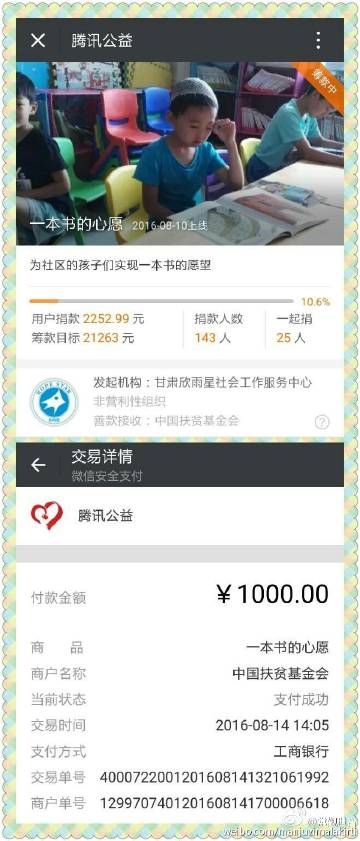 腾讯公益
筹款中
一本书的心愿 2016-08-10上线
为社区的孩子们实现一本书的愿望
10.6%
用户捐款 2252.99 元 捐款人数 一起捐
筹款目标 21263 元 143 人 25 人
HOPE STAR
发起机构：甘肃欣雨星社会工作服务中心
非营利性组织
善款接收：中国扶贫基金会
交易详情
微信安全支付
腾讯公益
付款金额 ￥1000.00
商品 一本书的心愿
商户名称 中国扶贫基金会
当前状态 支付成功
交易时间 2016-08-14 14:05
支付方式 工商银行
交易单号 4000722001201608141321061992
商户单号 1299707401201608141700006618
weibo.com/manjuzimalakirti